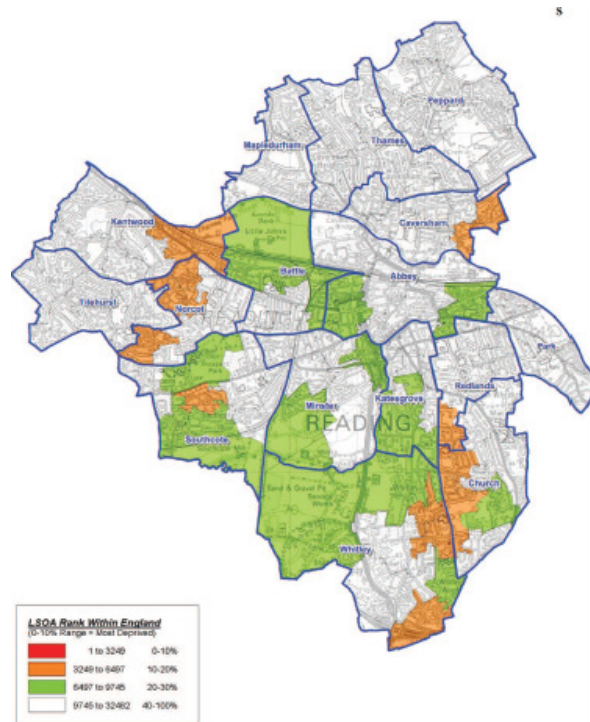 s
Peppard
Thames
Mapledurham
Caversham
Kentwood
Battle
Abbey
Tilehurst
Norcot
Park
Redlands
Minster
Katesgrove
READING
Southcote
Church
Whitley
LSOA Rank Within England
(0-10% Range = Most Deprived)
1 to 3249 0-10%
3249 to 6497 10-20%
6497 to 9745 20-30%
9745 to 32482 40-100%